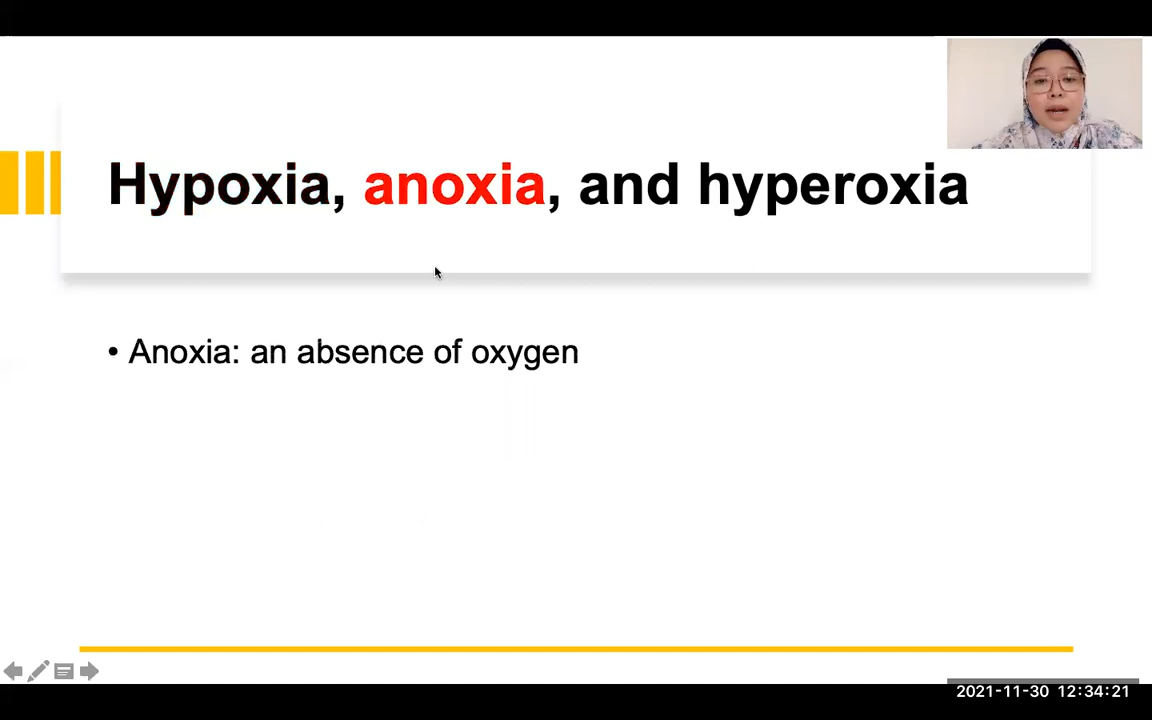 Hypoxia, anoxia, and hyperoxia
• Anoxia: an absence of oxygen
2021-11-30 12:34:21